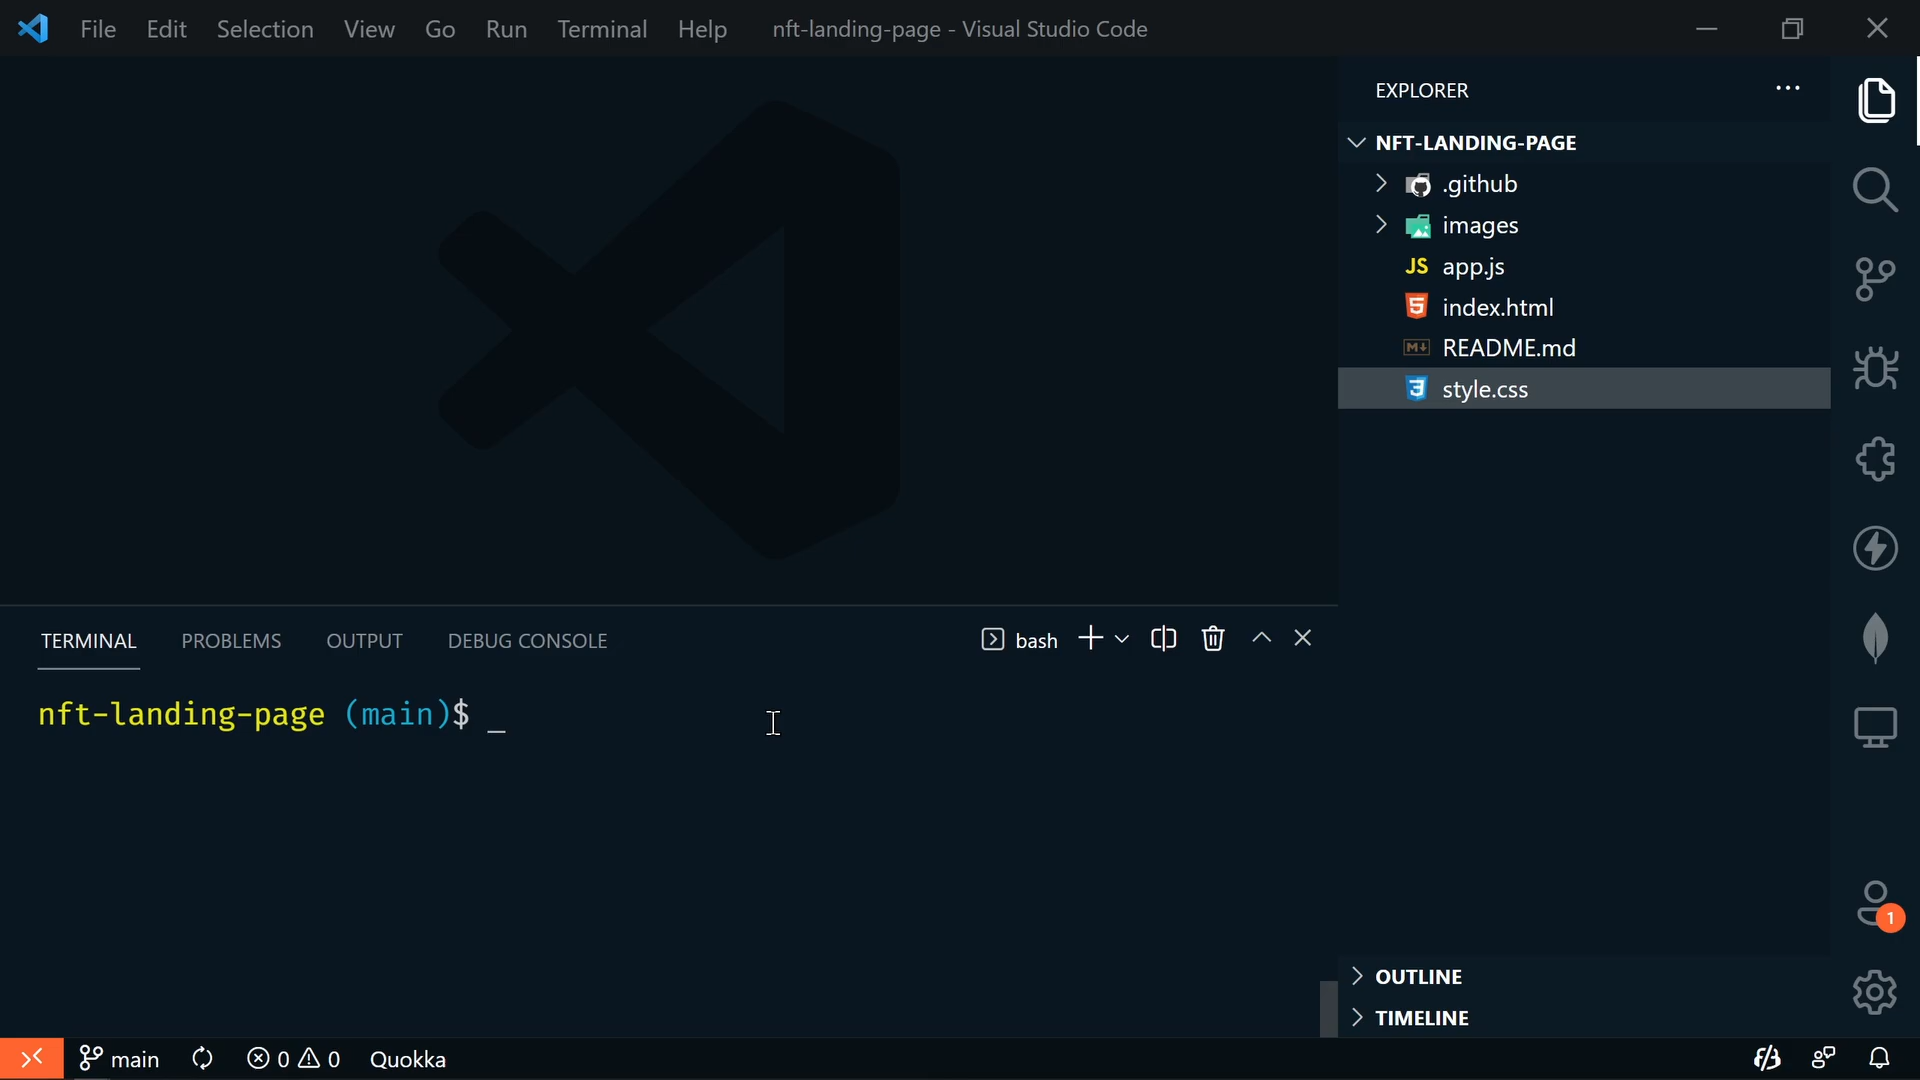 File Edit Selection View Go Run Terminal Help nft-landing-page - Visual Studio Code
EXPLORER
NFT-LANDING-PAGE
.github
images
JS app.js
index.html
M README.md
style.css
TERMINAL PROBLEMS OUTPUT DEBUG CONSOLE bash
nft-landing-page (main)$ _
1
OUTLINE
TIMELINE
main 0 0 Quokka